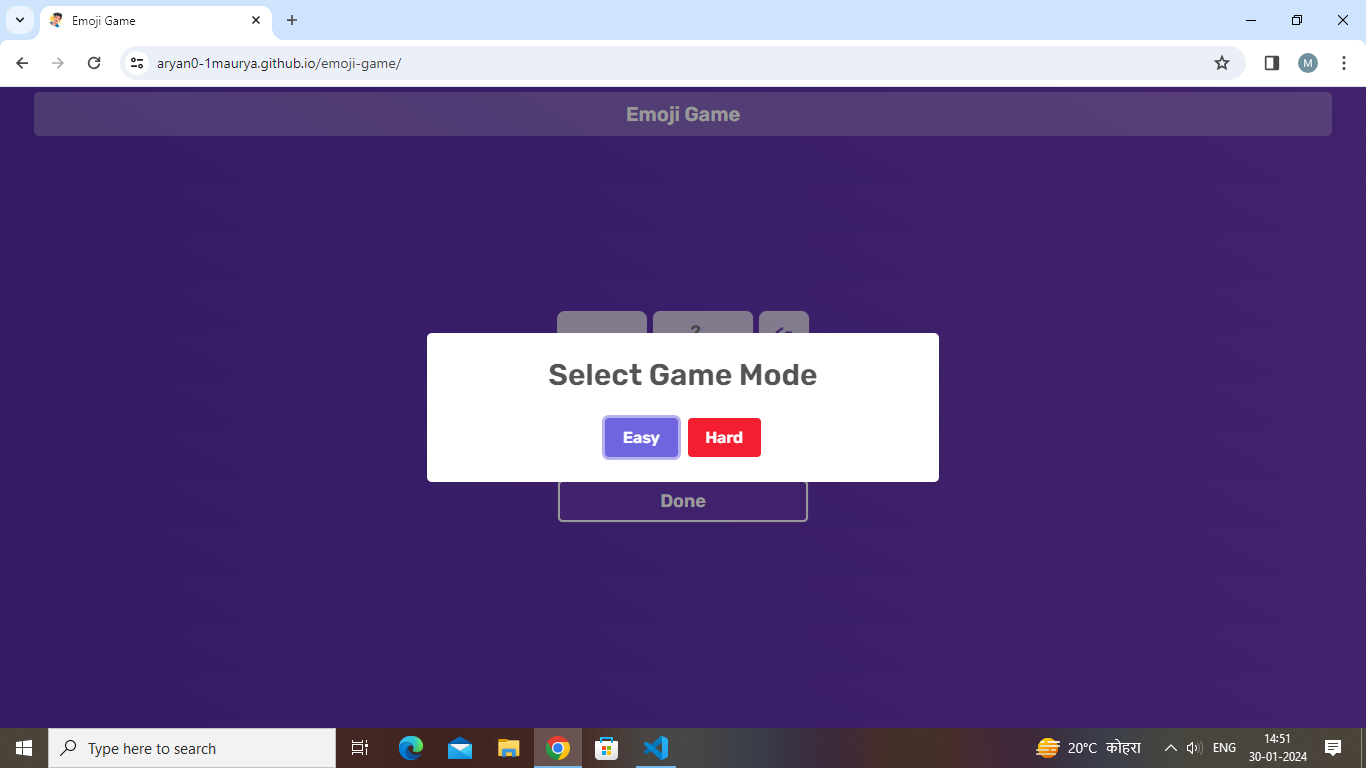 Emoji Game
aryan0-1maurya.github.io/emoji-game/
M
Emoji Game
? <-
Select Game Mode
Easy Hard
Done
Type here to search
20°C कोहरा
ENG
14:51
30-01-2024